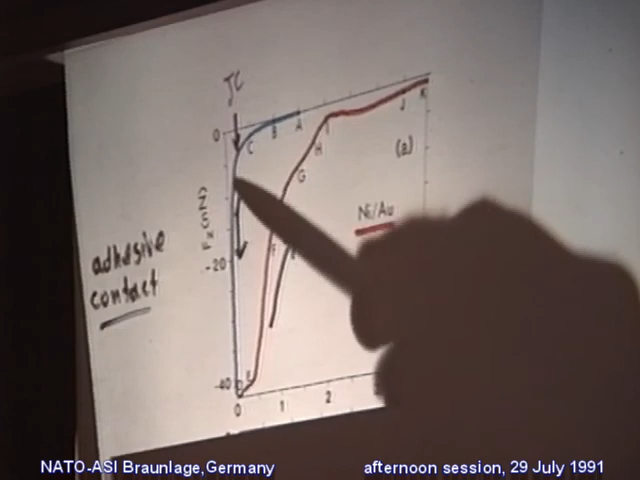 JC
0
C
B
A
I
J
K
H
(a)
G
Ni/Au
adhesive
contact
-20
F
E
-40
D
0
1
2
NATO-ASI Braunlage,Germany
afternoon session, 29 July 1991